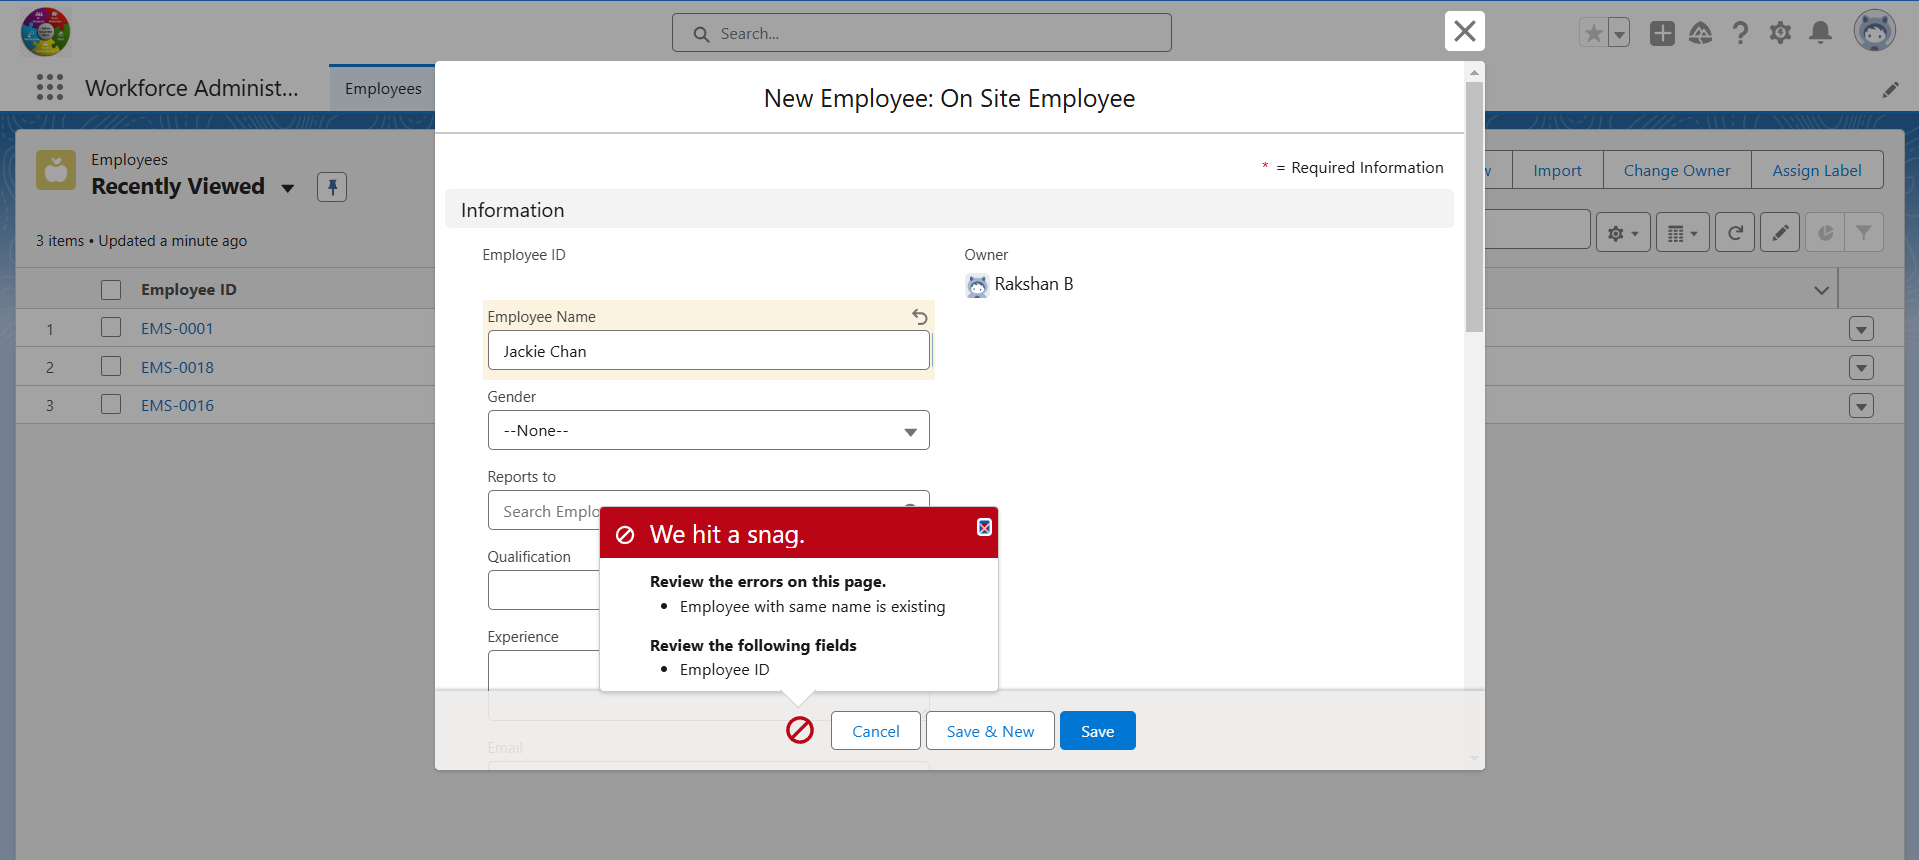 Search...
Workforce Administ...
Employees
New Employee: On Site Employee
* = Required Information
Employees
Recently Viewed
Import
Change Owner
Assign Label
3 items • Updated a minute ago
Employee ID
1 EMS-0001
2 EMS-0018
3 EMS-0016
Information
Employee ID
Owner
Rakshan B
Employee Name
Jackie Chan
Gender
--None--
Reports to
Search Emplo
Qualification
Experience
Email
We hit a snag.
Review the errors on this page.
• Employee with same name is existing
Review the following fields
• Employee ID
Cancel
Save & New
Save